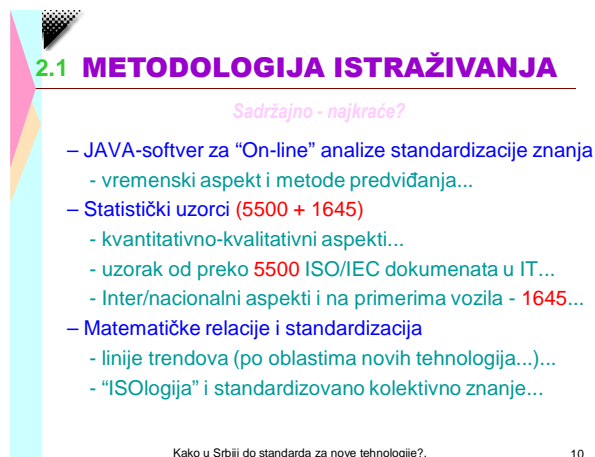 2.1 METODOLOGIJA ISTRAŽIVANJA
Sadržajno - najkraće?
– JAVA-softver za “On-line” analize standardizacije znanja
- vremenski aspekt i metode predviđanja...
– Statistički uzorci (5500 + 1645)
- kvantitativno-kvalitativni aspekti...
- uzorak od preko 5500 ISO/IEC dokumenata u IT...
- Inter/nacionalni aspekti i na primerima vozila - 1645...
– Matematičke relacije i standardizacija
- linije trendova (po oblastima novih tehnologija...)...
- “ISOlogija” i standardizovano kolektivno znanje...
Kako u Srbiji do standarda za nove tehnologije?. 10